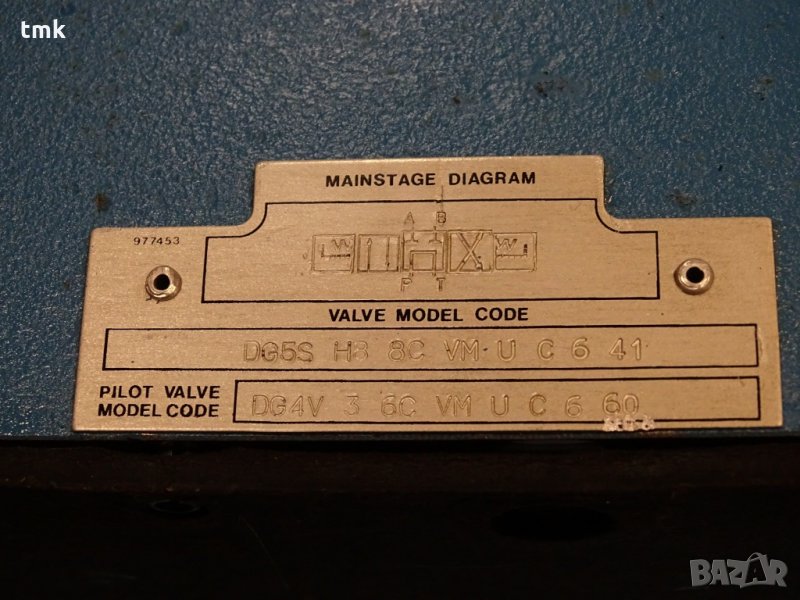 tmk
MAINSTAGE DIAGRAM
977453
A B
P T
VALVE MODEL CODE
DG5S H8 8C VM U C 6 41
PILOT VALVE
MODEL CODE
DG4V 3 6C VM U C 6 60
BAZAR